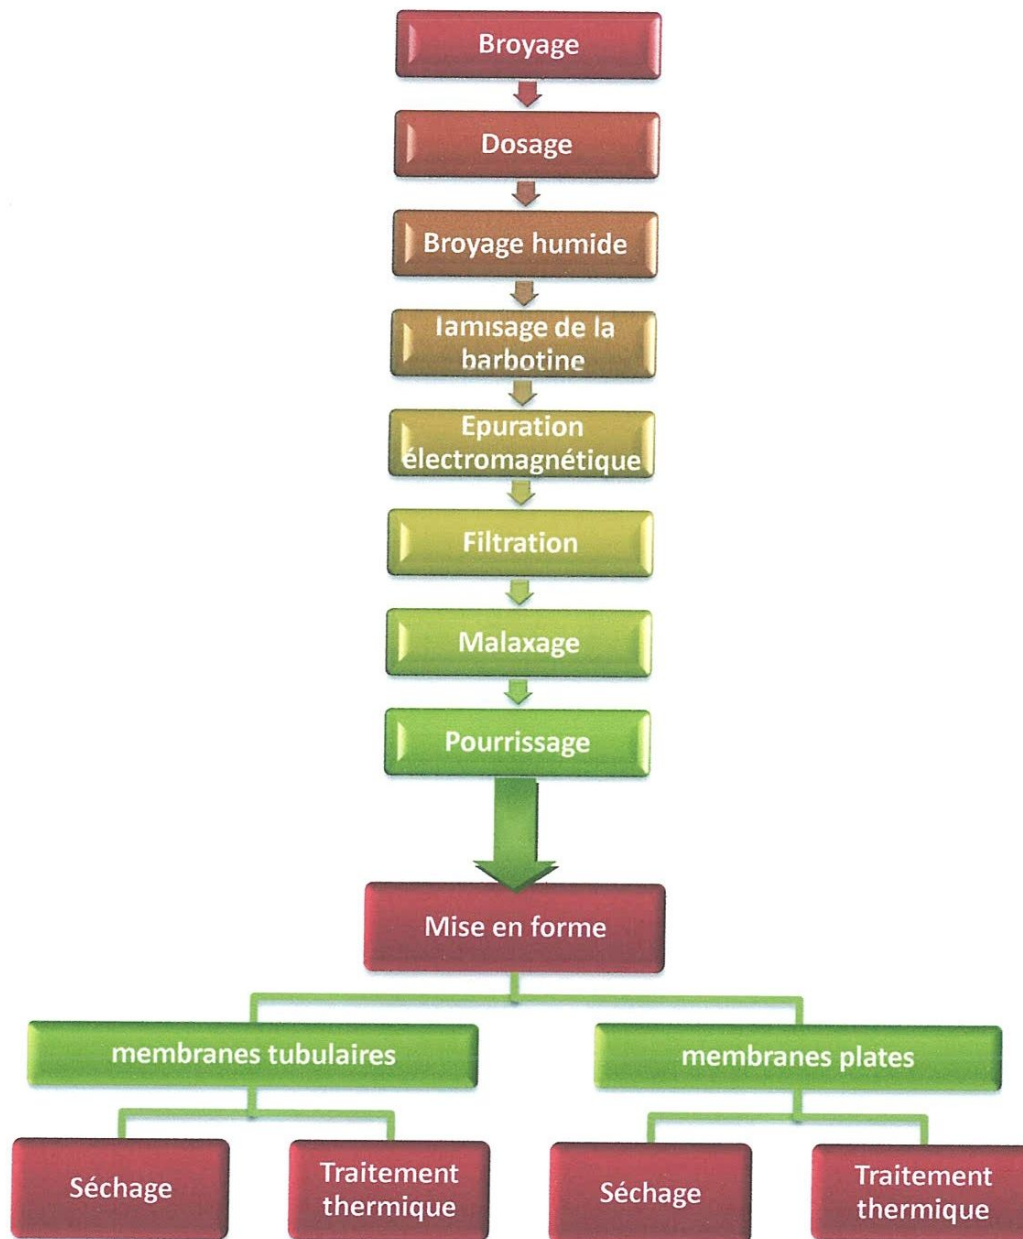 Broyage
Dosage
Broyage humide
Tamisage de la
barbotine
Epuration
électromagnétique
Filtration
Malaxage
Pourrissage
Mise en forme
membranes tubulaires
membranes plates
Séchage
Traitement
thermique
Séchage
Traitement
thermique